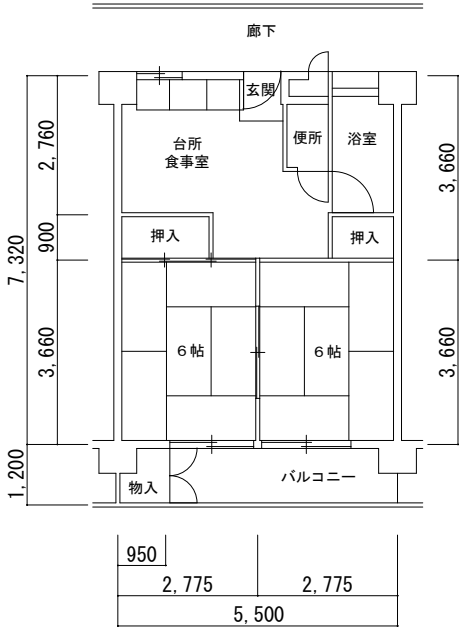 廊下
玄関
台所
食事室
便所
浴室
押入
押入
6帖
6帖
物入
バルコニー
2,760
900
3,660
7,320
1,200
3,660
3,660
950
2,775
2,775
5,500